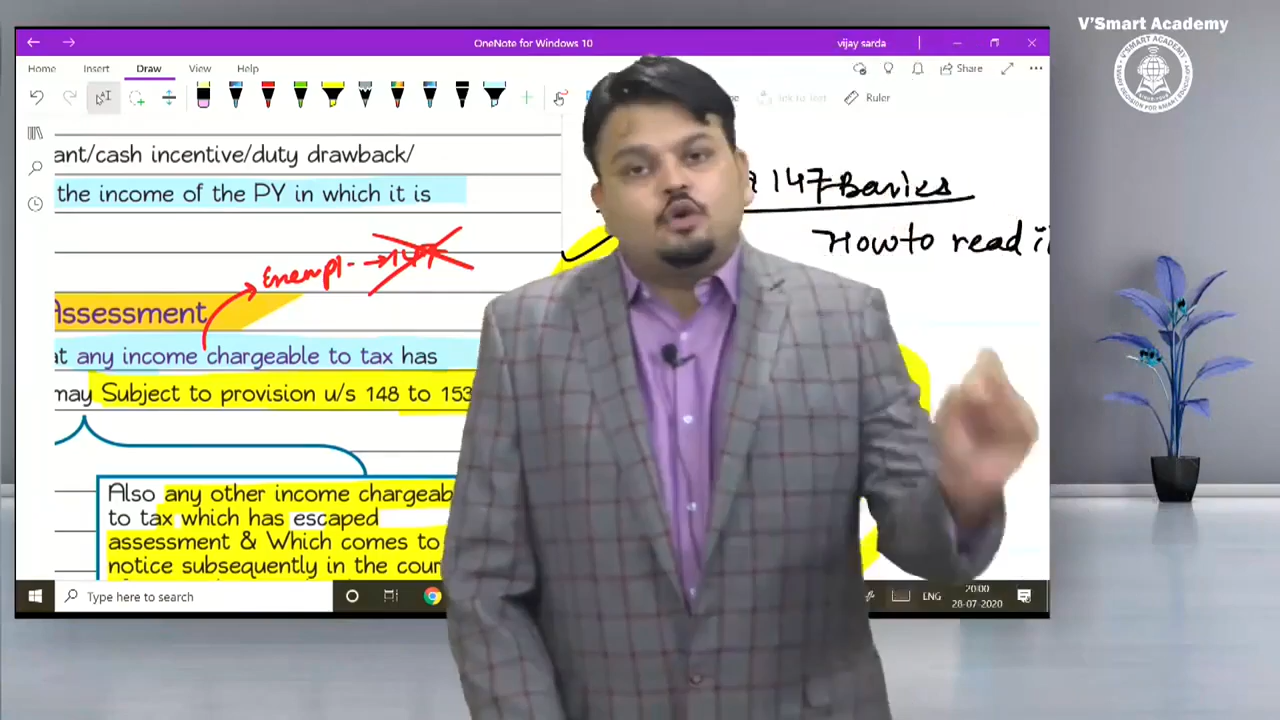 V'Smart Academy
OneNote for Windows 10
vijay sarda
Home Insert Draw View Help
Share
Ink to Text
Ruler
ant/cash incentive/duty drawback/
the income of the PY in which it is
147 Basics
How to read
Exempt
147
Assessment
at any income chargeable to tax has
may Subject to provision u/s 148 to 153
Also any other income chargeab
to tax which has escaped
assessment & Which comes to
notice subsequently in the cour
Type here to search
ENG
20:00
28-07-2020